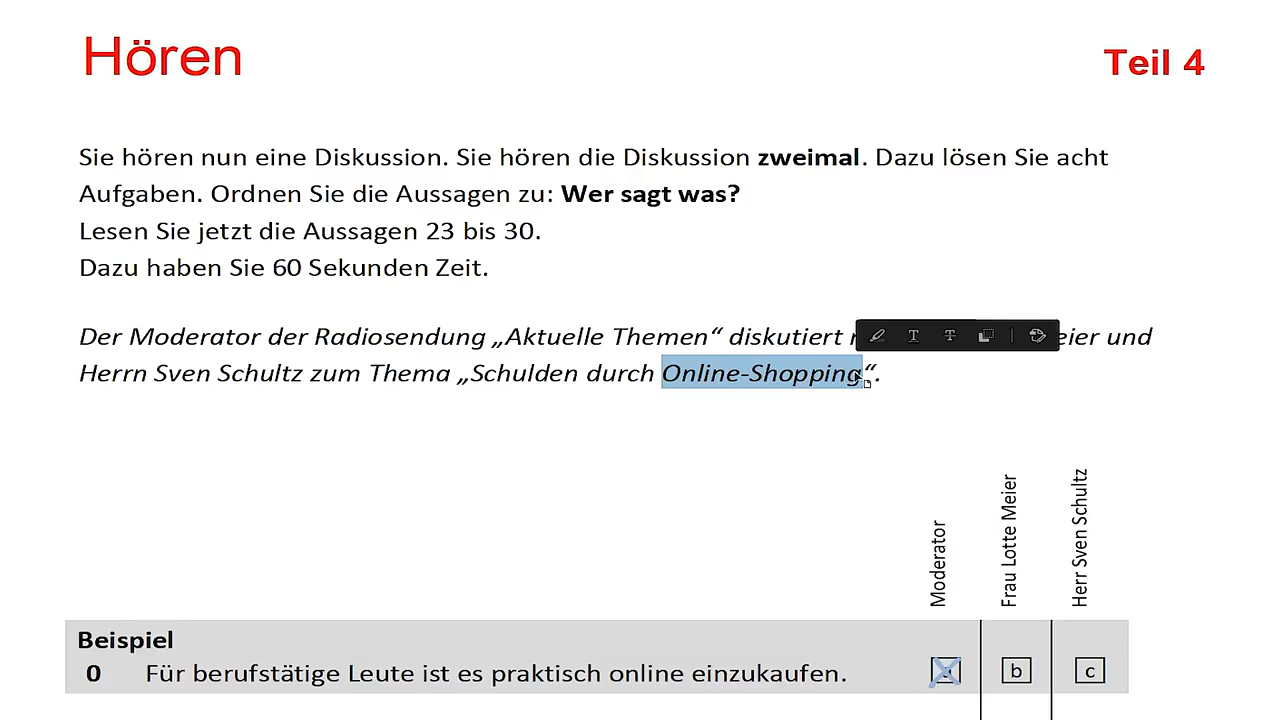 Hören
Teil 4
Sie hören nun eine Diskussion. Sie hören die Diskussion zweimal. Dazu lösen Sie acht
Aufgaben. Ordnen Sie die Aussagen zu: Wer sagt was?
Lesen Sie jetzt die Aussagen 23 bis 30.
Dazu haben Sie 60 Sekunden Zeit.
Der Moderator der Radiosendung „Aktuelle Themen“ diskutiert eier und
Herrn Sven Schultz zum Thema „Schulden durch Online-Shopping“.
Moderator
Frau Lotte Meier
Herr Sven Schultz
Beispiel
0 Für berufstätige Leute ist es praktisch online einzukaufen. a b c